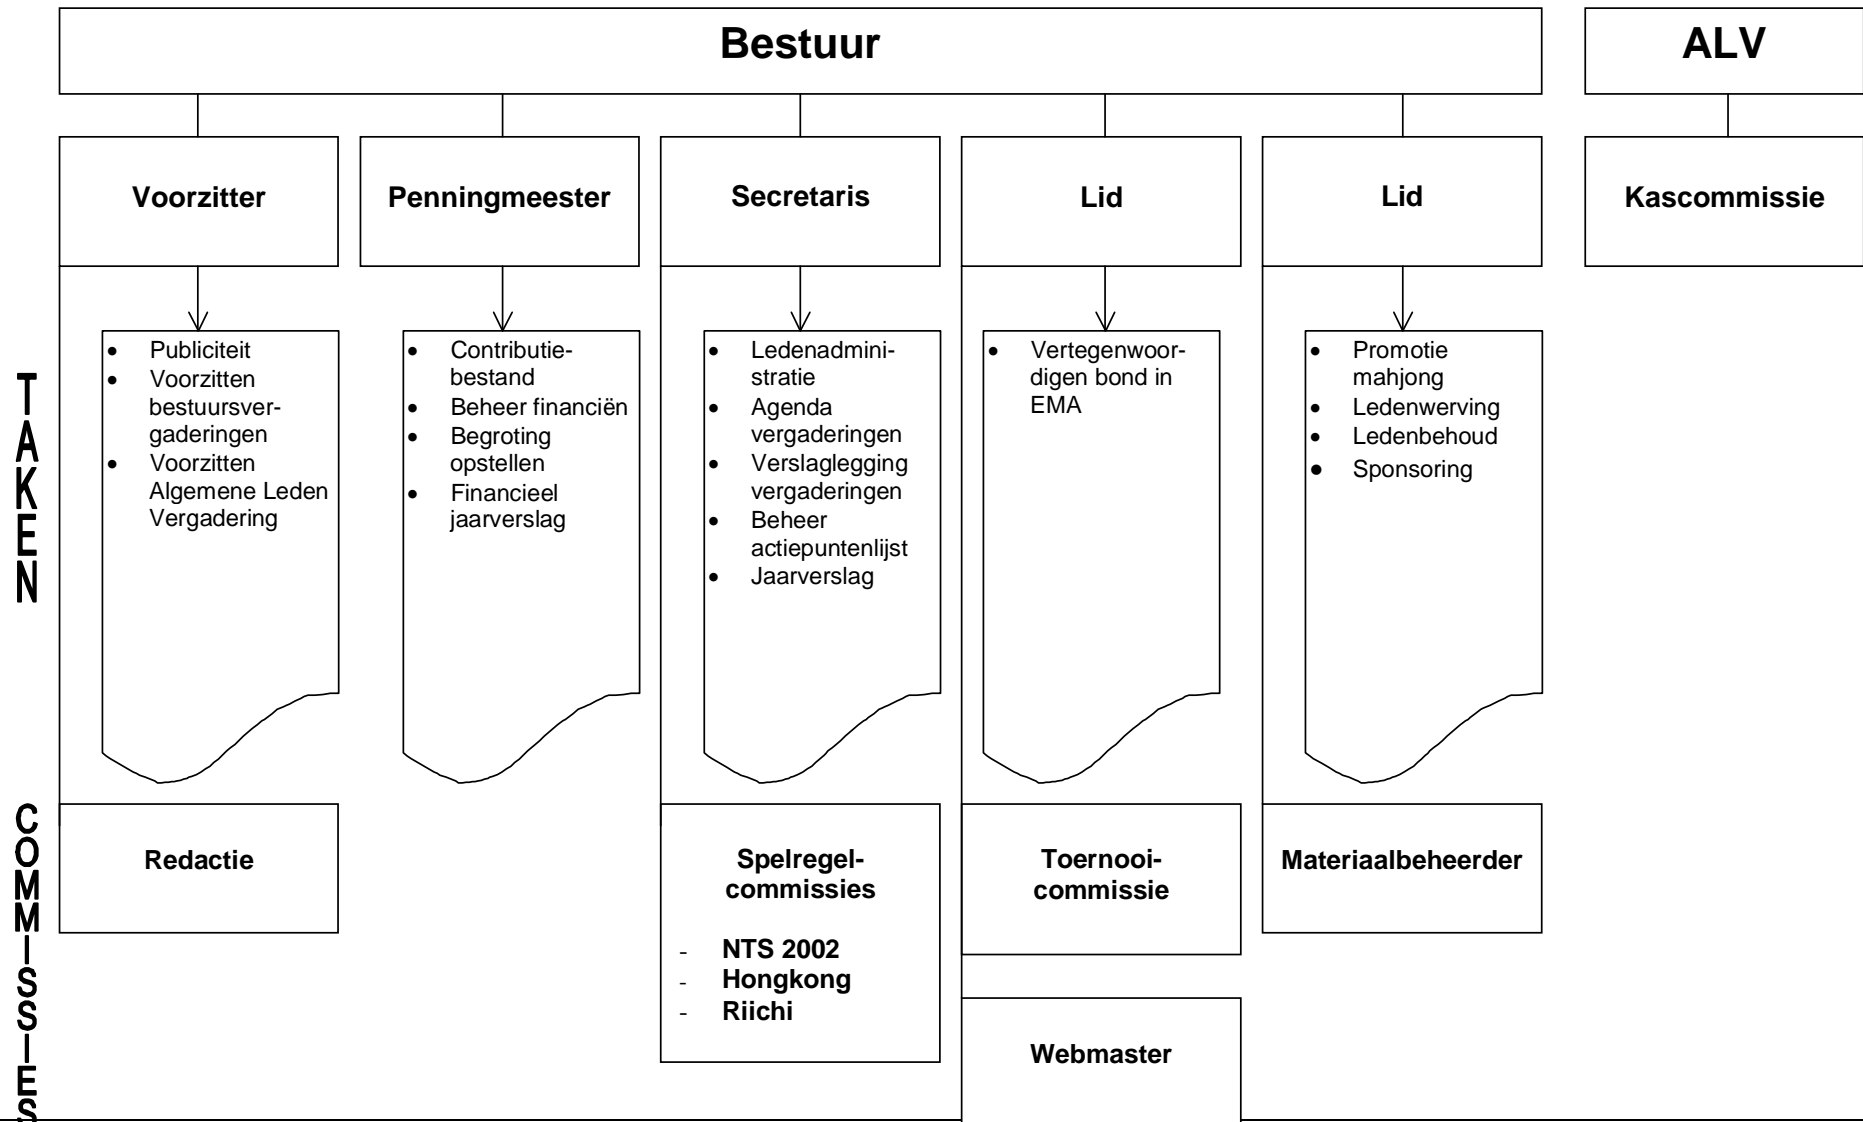 Bestuur
ALV
Voorzitter
Penningmeester
Secretaris
Lid
Lid
Kascommissie
TAKEN
• Publiciteit
• Voorzitten
bestuursver-
gaderingen
• Voorzitten
Algemene Leden
Vergadering
• Contributie-
bestand
• Beheer financiën
• Begroting
opstellen
• Financieel
jaarverslag
• Ledenadmini-
stratie
• Agenda
vergaderingen
• Verslaglegging
vergaderingen
• Beheer
actiepuntenlijst
• Jaarverslag
• Vertegenwoor-
digen bond in
EMA
• Promotie
mahjong
• Ledenwerving
• Ledenbehoud
• Sponsoring
COMMISSIES
Redactie
Spelregel-
commissies
- NTS 2002
- Hongkong
- Riichi
Toernooi-
commissie
Webmaster
Materiaalbeheerder